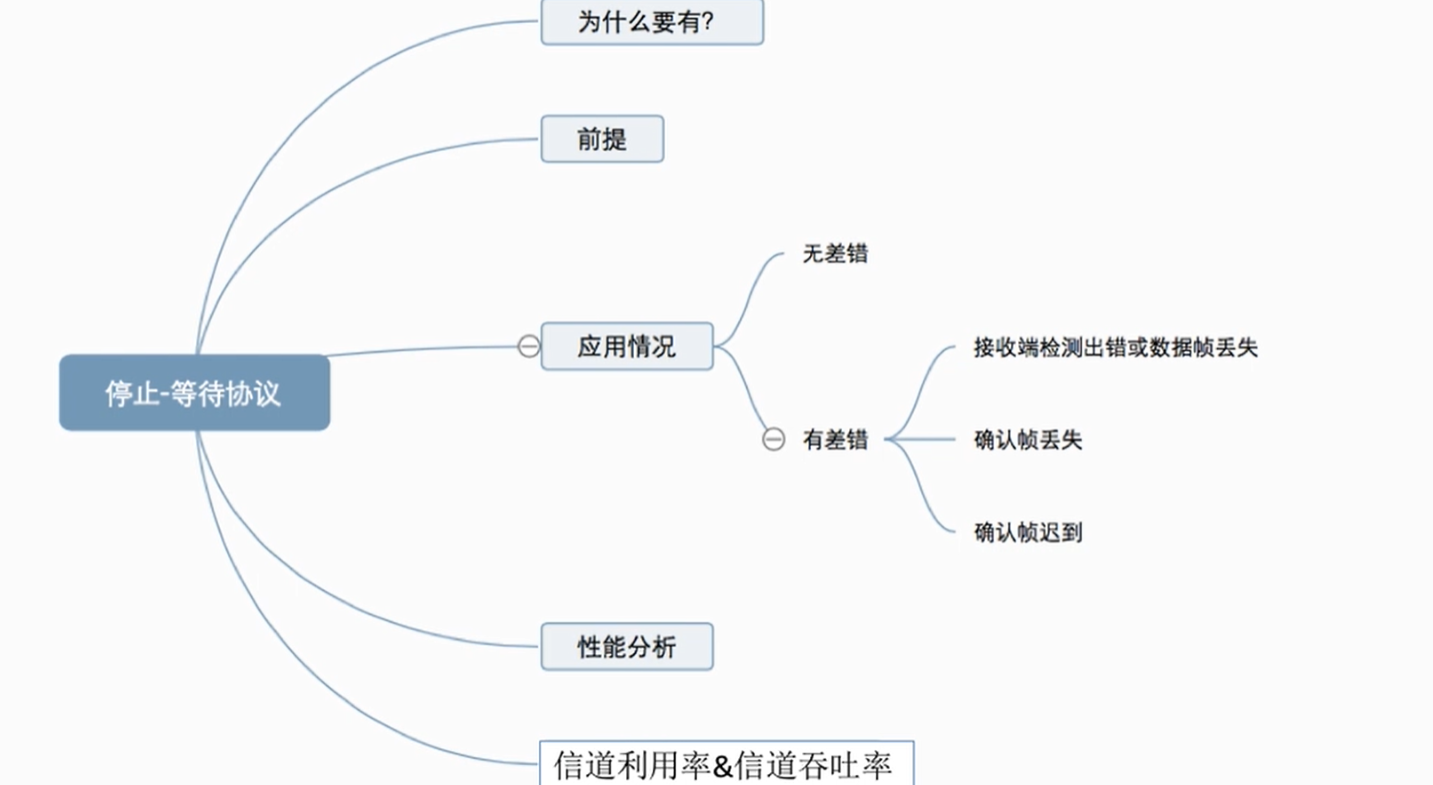 为什么要有?
前提
无差错
应用情况
接收端检测出错或数据帧丢失
停止-等待协议
有差错
确认帧丢失
确认帧迟到
性能分析
信道利用率&信道吞吐率